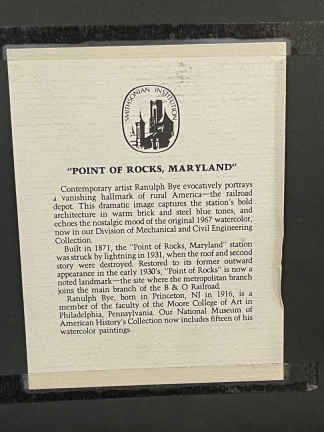 SMITHSONIAN INSTITUTION
"POINT OF ROCKS, MARYLAND"
Contemporary artist Ranulph Bye evocatively portrays
a vanishing hallmark of rural America—the railroad
depot. This dramatic image captures the station's bold
architecture in warm brick and steel blue tones, and
echoes the nostalgic mood of the original 1967 watercolor,
now in our Division of Mechanical and Civil Engineering
Collection.
Built in 1871, the "Point of Rocks, Maryland" station
was struck by lightning in 1931, when the roof and second
story were destroyed. Restored to its former outward
appearance in the early 1930's, "Point of Rocks" is now a
noted landmark—the site where the metropolitan branch
joins the main branch of the B & O Railroad.
Ranulph Bye, born in Princeton, NJ in 1916, is a
member of the faculty of the Moore College of Art in
Philadelphia, Pennsylvania. Our National Museum of
American History's Collection now includes fifteen of his
watercolor paintings.